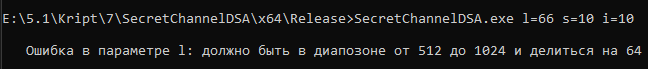 E:\5.1\Крипт\7\SecretChannelDSA\x64\Release>SecretChannelDSA.exe l=66 s=10 i=10
Ошибка в параметре l: должно быть в диапозоне от 512 до 1024 и делиться на 64